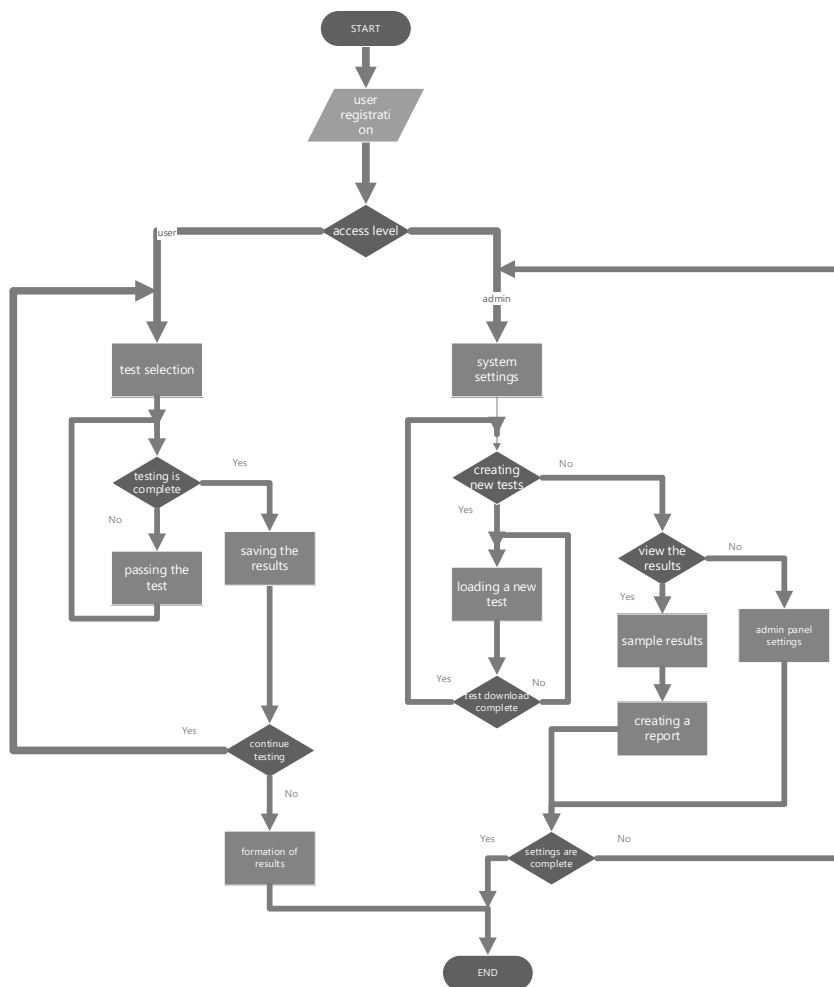 START
user
registrati
on
access level
user
admin
test selection
system
settings
testing is
complete
Yes
No
creating
new tests
No
Yes
passing the
test
saving the
results
loading a new
test
view the
results
No
Yes
sample results
admin panel
settings
Yes
test download
complete
No
creating a
report
Yes
continue
testing
No
formation of
results
Yes
settings are
complete
No
END